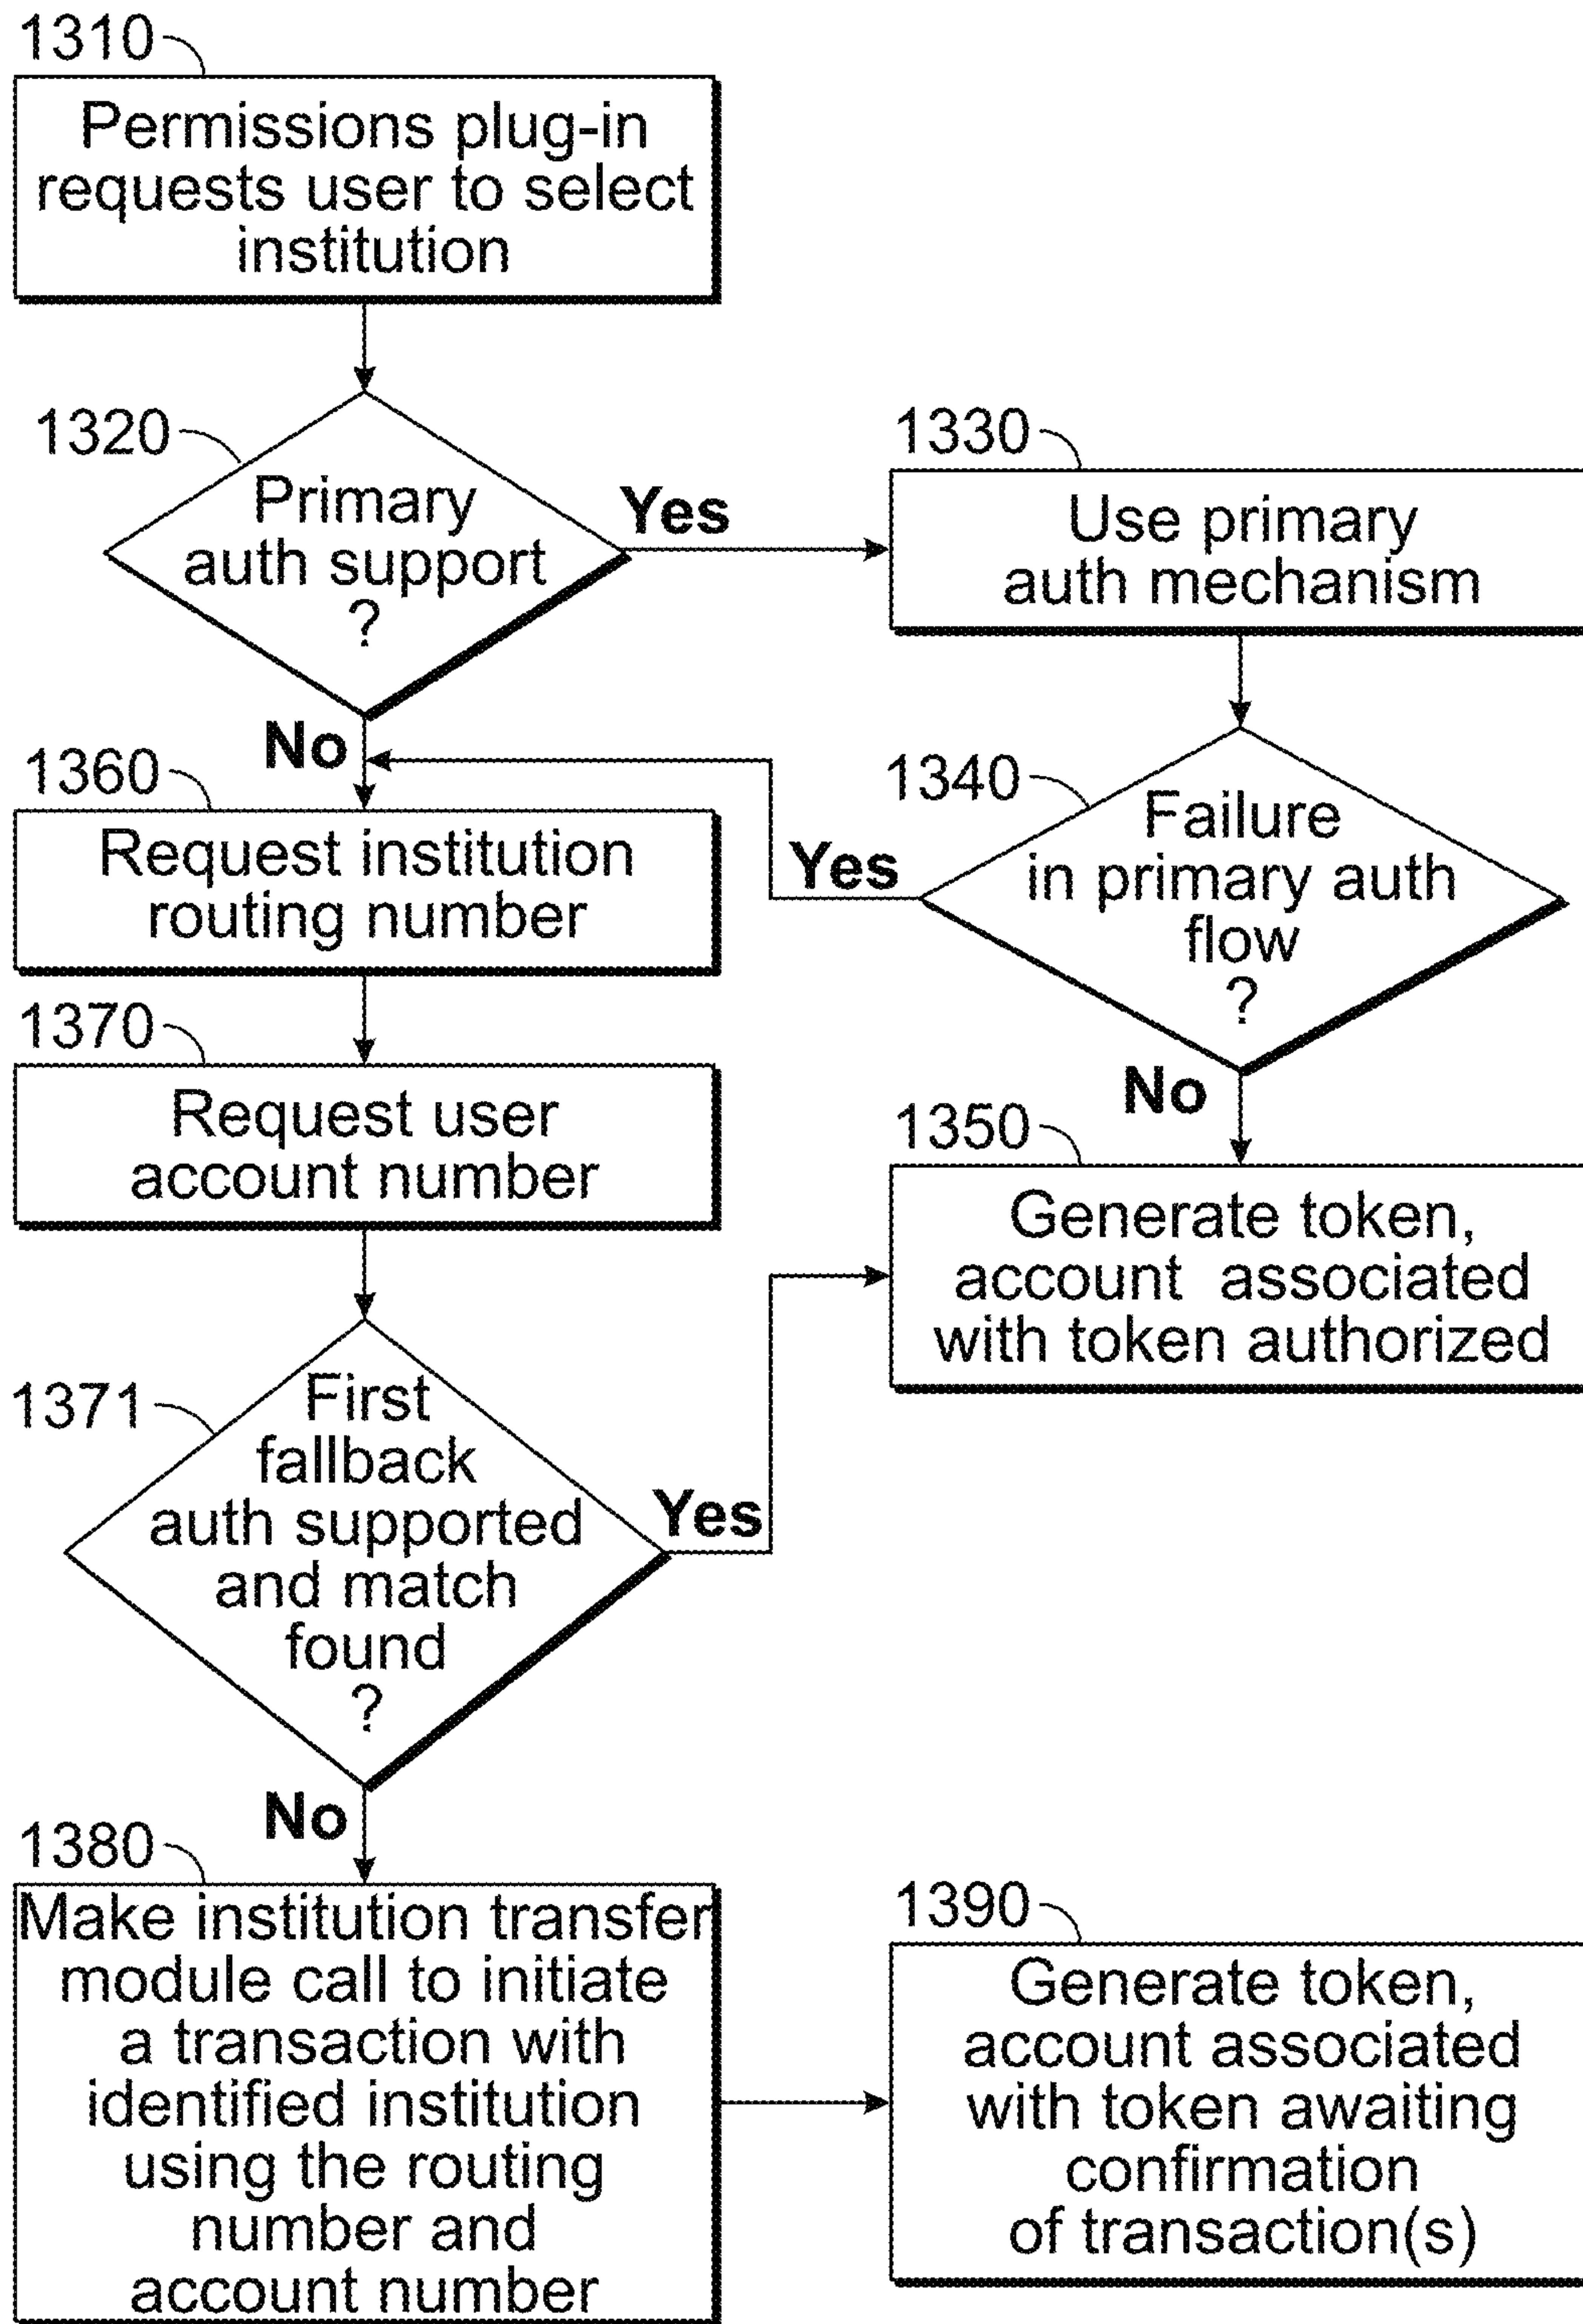 1310
Permissions plug-in
requests user to select
institution
1320
Primary
auth support
?
Yes
No
1330
Use primary
auth mechanism
1340
Failure
in primary auth
flow
?
Yes
No
1350
Generate token,
account associated
with token authorized
1360
Request institution
routing number
1370
Request user
account number
1371
First
fallback
auth supported
and match
found
?
Yes
No
1380
Make institution transfer
module call to initiate
a transaction with
identified institution
using the routing
number and
account number
1390
Generate token,
account associated
with token awaiting
confirmation
of transaction(s)